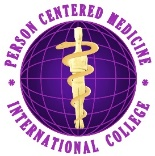 * PERSON CENTERED MEDICINE *
INTERNATIONAL COLLEGE